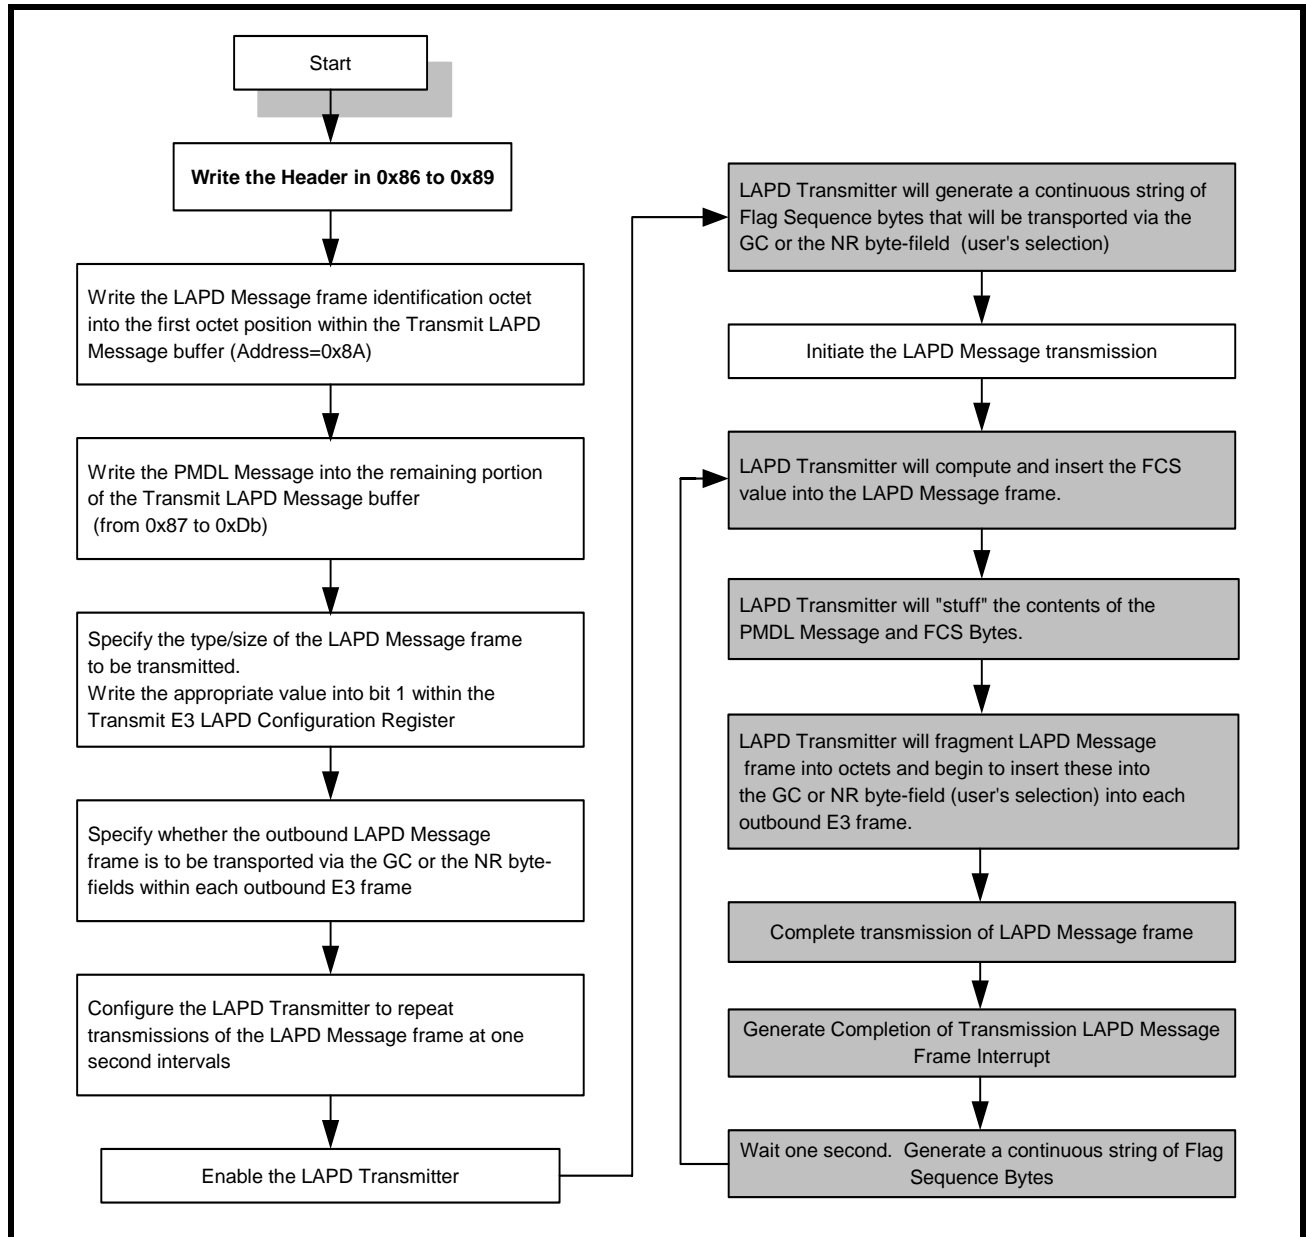 Start
Write the Header in 0x86 to 0x89
Write the LAPD Message frame identification octet
into the first octet position within the Transmit LAPD
Message buffer (Address=0x8A)
Write the PMDL Message into the remaining portion
of the Transmit LAPD Message buffer
(from 0x87 to 0xDb)
Specify the type/size of the LAPD Message frame
to be transmitted.
Write the appropriate value into bit 1 within the
Transmit E3 LAPD Configuration Register
Specify whether the outbound LAPD Message
frame is to be transported via the GC or the NR byte-
fields within each outbound E3 frame
Configure the LAPD Transmitter to repeat
transmissions of the LAPD Message frame at one
second intervals
Enable the LAPD Transmitter
LAPD Transmitter will generate a continuous string of
Flag Sequence bytes that will be transported via the
GC or the NR byte-fileld (user's selection)
Initiate the LAPD Message transmission
LAPD Transmitter will compute and insert the FCS
value into the LAPD Message frame.
LAPD Transmitter will "stuff" the contents of the
PMDL Message and FCS Bytes.
LAPD Transmitter will fragment LAPD Message
frame into octets and begin to insert these into
the GC or NR byte-field (user's selection) into each
outbound E3 frame.
Complete transmission of LAPD Message frame
Generate Completion of Transmission LAPD Message
Frame Interrupt
Wait one second. Generate a continuous string of Flag
Sequence Bytes